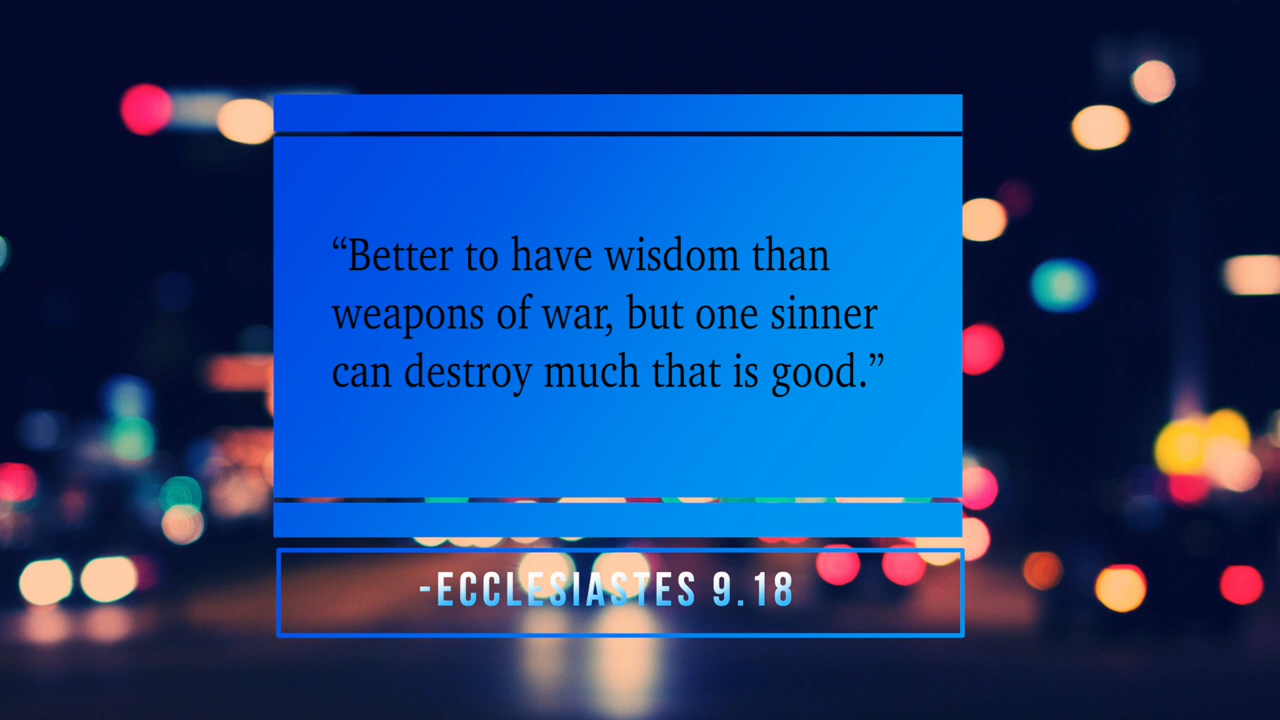 “Better to have wisdom than
weapons of war, but one sinner
can destroy much that is good.”
-ECCLESIASTES 9.18